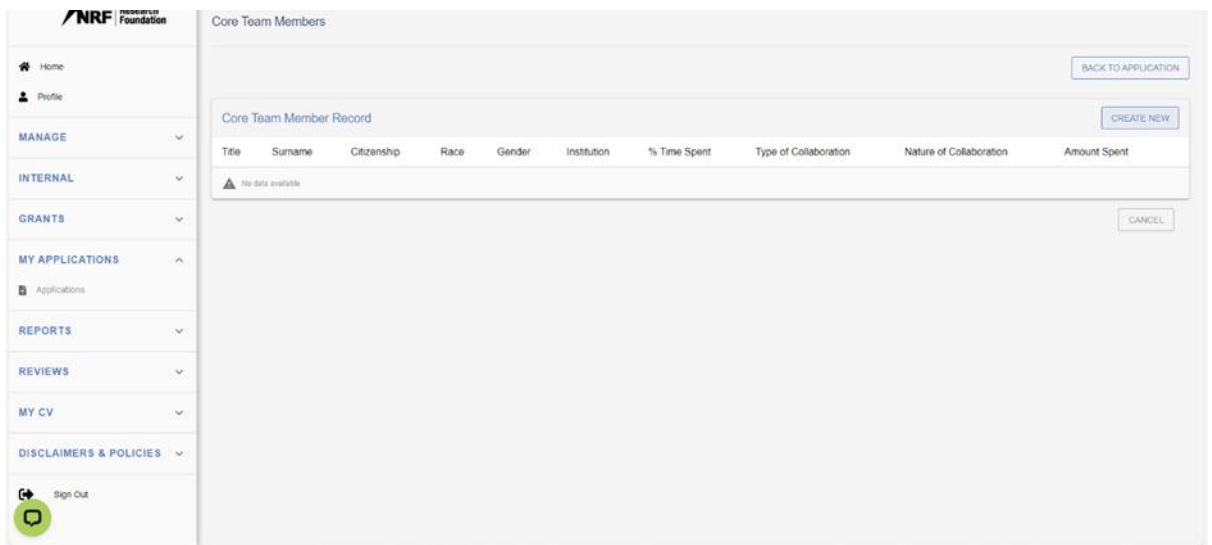 NRF Research
Foundation
Core Team Members
Home
BACK TO APPLICATION
Profile
Core Team Member Record
CREATE NEW
MANAGE
Title Surname Citizenship Race Gender Institution % Time Spent Type of Collaboration Nature of Collaboration Amount Spent
INTERNAL
No data available
GRANTS
CANCEL
MY APPLICATIONS
Applications
REPORTS
REVIEWS
MY CV
DISCLAIMERS & POLICIES
Sign Out